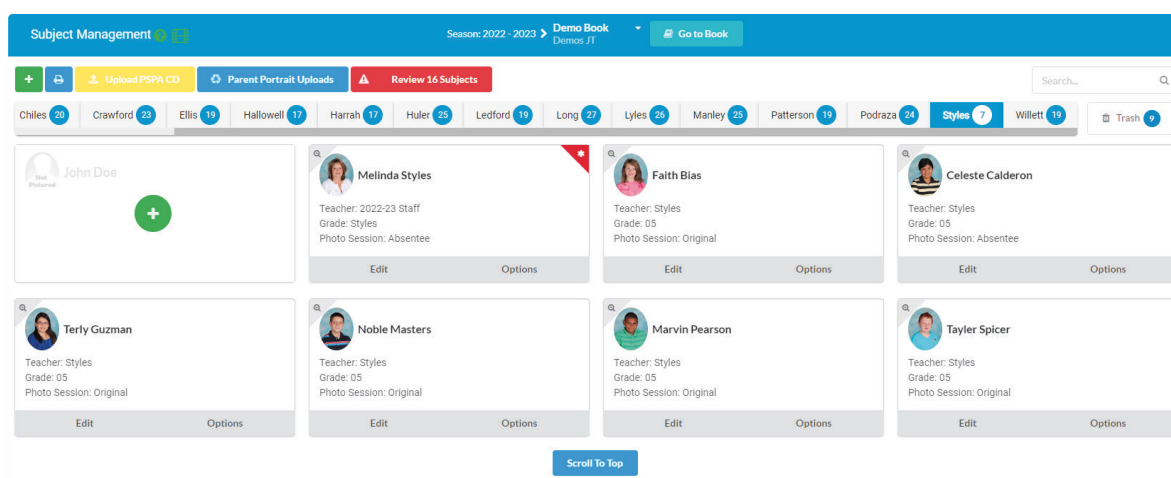 Subject Management
Season: 2022 - 2023 Demo Book
Demos JT
Go to Book
Upload PSPA CD
Parent Portrait Uploads
Review 16 Subjects
Search...
Chiles 20 Crawford 23 Ellis 19 Hallowell 17 Harrah 17 Huler 25 Ledford 19 Long 27 Lyles 26 Manley 25 Patterson 19 Podraza 24 Styles 7 Willett 19 Trash 9
Not Pictured
John Doe
Melinda Styles
Teacher: 2022-23 Staff
Grade: Styles
Photo Session: Absentee
Edit Options
Faith Bias
Teacher: Styles
Grade: 05
Photo Session: Original
Edit Options
Celeste Calderon
Teacher: Styles
Grade: 05
Photo Session: Absentee
Edit Options
Terly Guzman
Teacher: Styles
Grade: 05
Photo Session: Original
Edit Options
Noble Masters
Teacher: Styles
Grade: 05
Photo Session: Original
Edit Options
Marvin Pearson
Teacher: Styles
Grade: 05
Photo Session: Original
Edit Options
Tayler Spicer
Teacher: Styles
Grade: 05
Photo Session: Original
Edit Options
Scroll To Top